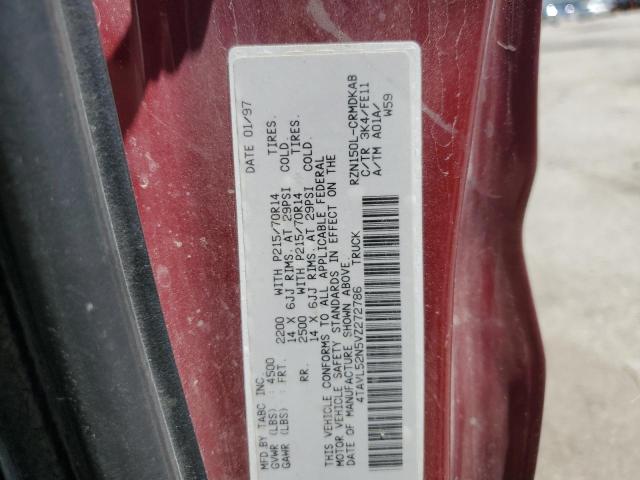 MFD BY TABC INC. DATE 01/97
GVWR (LBS) : 4500
GAWR (LBS) : FRT. 2200 WITH P215/70R14 TIRES.
14 X 6JJ RIMS. AT 29PSI COLD.
RR. 2500 WITH P215/70R14 TIRES.
14 X 6JJ RIMS. AT 29PSI COLD.
THIS VEHICLE CONFORMS TO ALL APPLICABLE FEDERAL
MOTOR VEHICLE SAFETY STANDARDS IN EFFECT ON THE
DATE OF MANUFACTURE SHOWN ABOVE.
4TAVL52N5VZ272786 TRUCK
RZN150L-CRMDKAB
C/TR 3K4/FE11
A/TM A01A/
W59